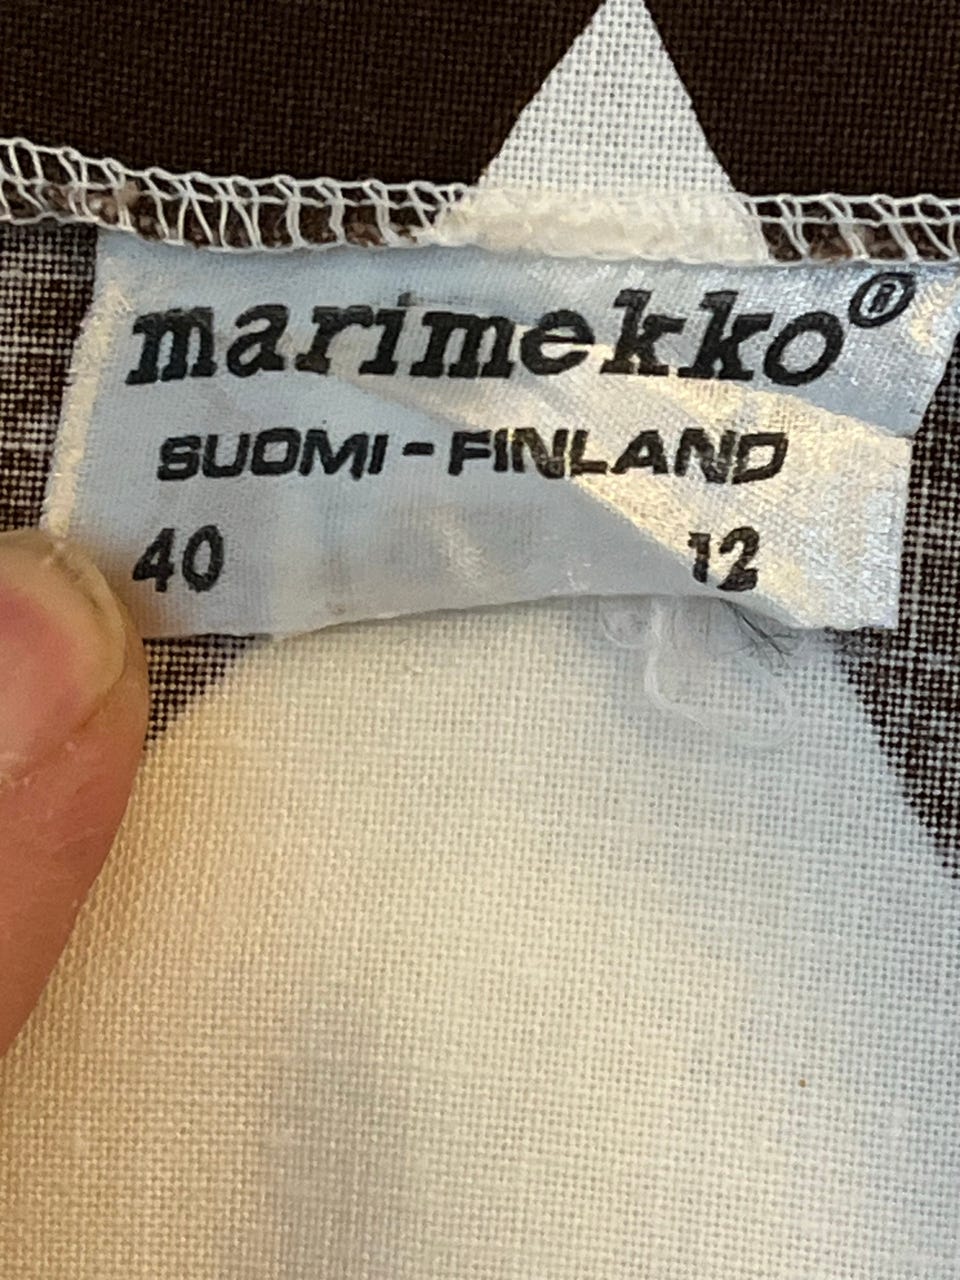 marimekko®
SUOMI - FINLAND
40 12